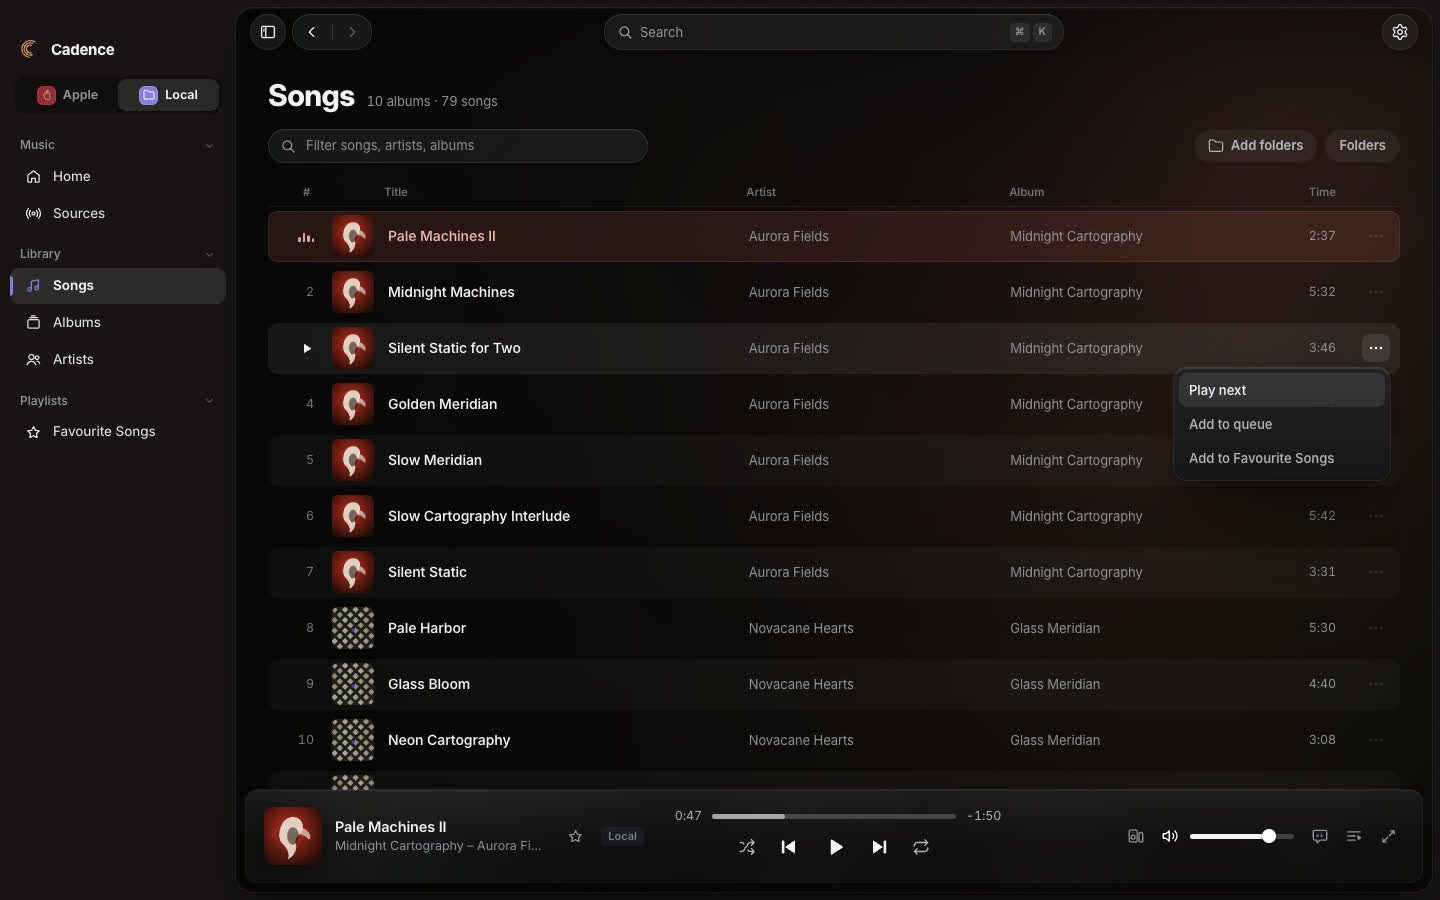 Cadence
Apple
Local
Music
Home
Sources
Library
Songs
Albums
Artists
Playlists
Favourite Songs
Search
⌘ K
Songs
10 albums · 79 songs
Filter songs, artists, albums
Add folders
Folders
# Title Artist Album Time
Pale Machines II Aurora Fields Midnight Cartography 2:37
2 Midnight Machines Aurora Fields Midnight Cartography 5:32
Silent Static for Two Aurora Fields Midnight Cartography 3:46
4 Golden Meridian Aurora Fields Midnight Cartography
5 Slow Meridian Aurora Fields Midnight Cartography
6 Slow Cartography Interlude Aurora Fields Midnight Cartography 5:42
7 Silent Static Aurora Fields Midnight Cartography 3:31
8 Pale Harbor Novacane Hearts Glass Meridian 5:30
9 Glass Bloom Novacane Hearts Glass Meridian 4:40
10 Neon Cartography Novacane Hearts Glass Meridian 3:08
Play next
Add to queue
Add to Favourite Songs
Pale Machines II
Midnight Cartography – Aurora Fi...
Local
0:47
-1:50